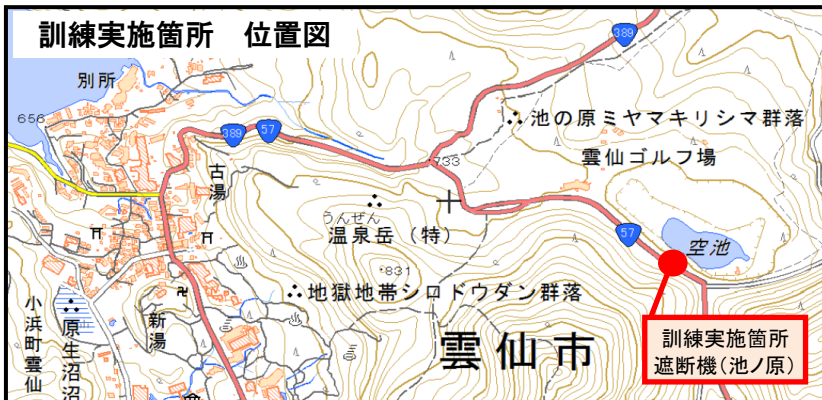 訓練実施箇所　位置図
389
別所
656
389
57
池の原ミヤマキリシマ群落
733
雲仙ゴルフ場
古湯
うんぜん
温泉岳（特）
57
空池
831
地獄地帯シロドウダン群落
小浜町雲仙
原生沼沼
新湯
雲仙市
訓練実施箇所
遮断機（池ノ原）